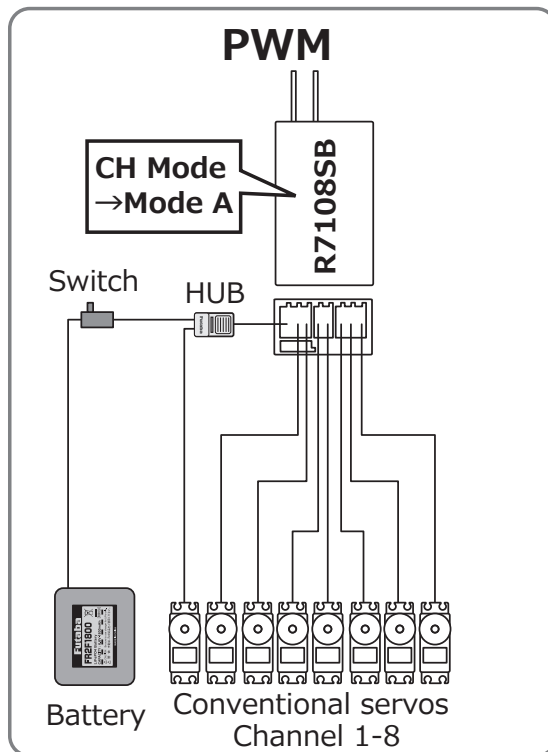 PWM
CH Mode
→Mode A
R7108SB
Switch
HUB
Futaba
FR2F1800
Battery
Conventional servos
Channel 1-8